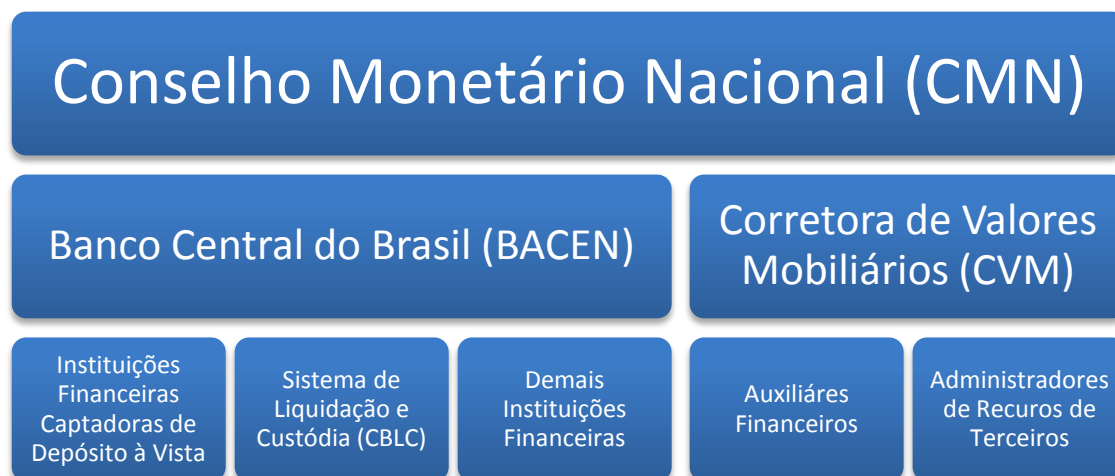 Conselho Monetário Nacional (CMN)
Banco Central do Brasil (BACEN)
Corretora de Valores
Mobiliários (CVM)
Instituições
Financeiras
Captadoras de
Depósito à Vista
Sistema de
Liquidação e
Custódia (CBLC)
Demais
Instituições
Financeiras
Auxiliáres
Financeiros
Administradores
de Recuros de
Terceiros